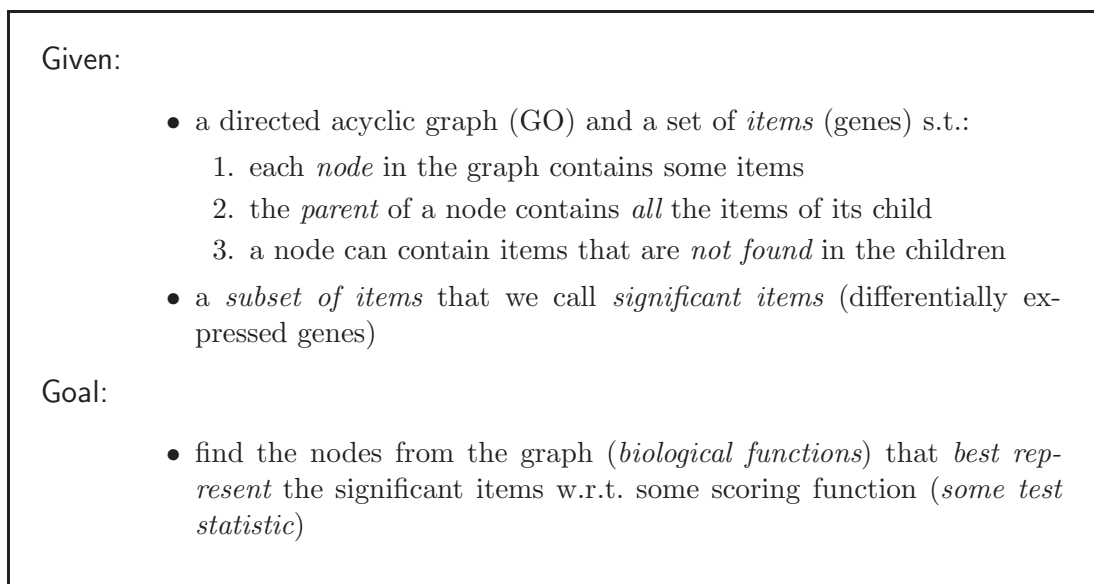 Given:
• a directed acyclic graph (GO) and a set of items (genes) s.t.:
1. each node in the graph contains some items
2. the parent of a node contains all the items of its child
3. a node can contain items that are not found in the children
• a subset of items that we call significant items (differentially ex-
pressed genes)
Goal:
• find the nodes from the graph (biological functions) that best rep-
resent the significant items w.r.t. some scoring function (some test
statistic)